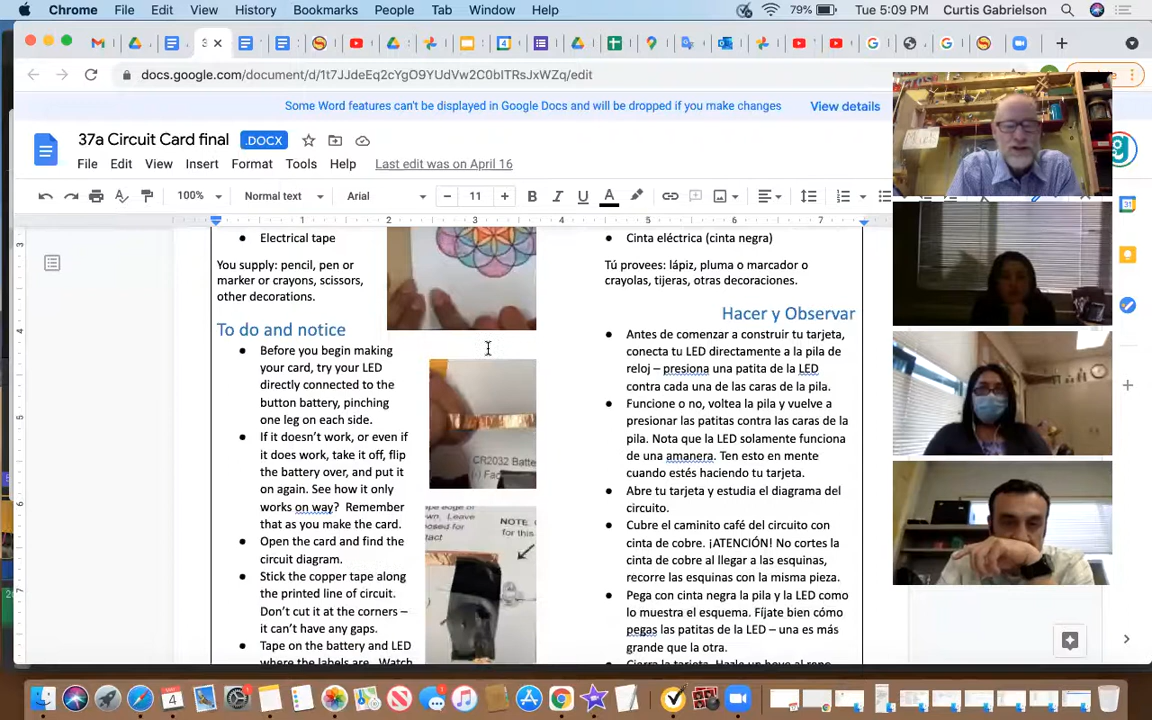 Chrome File Edit View History Bookmarks People Tab Window Help 79% Tue 5:09 PM Curtis Gabrielson
docs.google.com/document/d/1t7JJdeEq2cYgO9YUdVw2C0bITRsJxWZq/edit
Some Word features can't be displayed in Google Docs and will be dropped if you make changes View details
37a Circuit Card final .DOCX
File Edit View Insert Format Tools Help Last edit was on April 16
100% Normal text Arial 11
Electrical tape
You supply: pencil, pen or
marker or crayons, scissors,
other decorations.
To do and notice
Before you begin making
your card, try your LED
directly connected to the
button battery, pinching
one leg on each side.
If it doesn't work, or even if
it does work, take it off, flip
the battery over, and put it
on again. See how it only
works on way? Remember
that as you make the card.
Open the card and find the
circuit diagram.
Stick the copper tape along
the printed line of circuit.
Don't cut it at the corners –
it can't have any gaps.
Tape on the battery and LED
where the labels are. Watch
CR2032 Batte
NOTE
for this
Cinta eléctrica (cinta negra)
Tú provees: lápiz, pluma o marcador o
crayolas, tijeras, otras decoraciones.
Hacer y Observar
Antes de comenzar a construir tu tarjeta,
conecta tu LED directamente a la pila de
reloj – presiona una patita de la LED
contra cada una de las caras de la pila.
Funcione o no, voltea la pila y vuelve a
presionar las patitas contra las caras de la
pila. Nota que la LED solamente funciona
de una amanera. Ten esto en mente
cuando estés haciendo tu tarjeta.
Abre tu tarjeta y estudia el diagrama del
circuito.
Cubre el caminito café del circuito con
cinta de cobre. ¡ATENCIÓN! No cortes la
cinta de cobre al llegar a las esquinas,
recorre las esquinas con la misma pieza.
Pega con cinta negra la pila y la LED como
lo muestra el esquema. Fíjate bien cómo
pegas las patitas de la LED – una es más
grande que la otra.